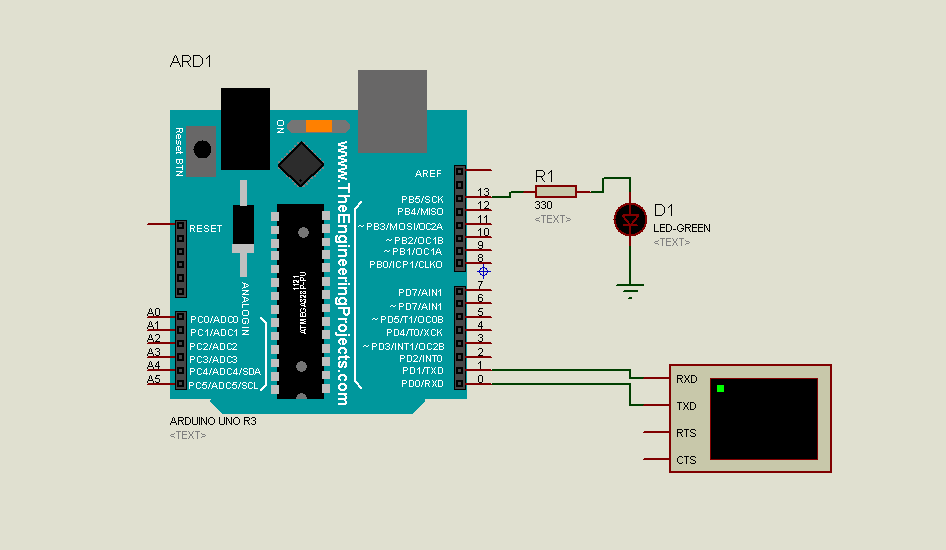 ARD1
Reset BTN
ON
www.TheEngineeringProjects.com
RESET
ANALOG IN
1121
ATMEGA328P-PU
A0
PC0/ADC0
A1
PC1/ADC1
A2
PC2/ADC2
A3
PC3/ADC3
A4
PC4/ADC4/SDA
A5
PC5/ADC5/SCL
AREF
PB5/SCK 13
PB4/MISO 12
~PB3/MOSI/OC2A 11
~PB2/OC1B 10
~PB1/OC1A 9
PB0/ICP1/CLKO 8
PD7/AIN1 7
~PD7/AIN1 6
~PD5/T1/OC0B 5
PD4/T0/XCK 4
~PD3/INT1/OC2B 3
PD2/INT0 2
PD1/TXD 1
PD0/RXD 0
ARDUINO UNO R3
<TEXT>
R1
330
<TEXT>
D1
LED-GREEN
<TEXT>
RXD
TXD
RTS
CTS